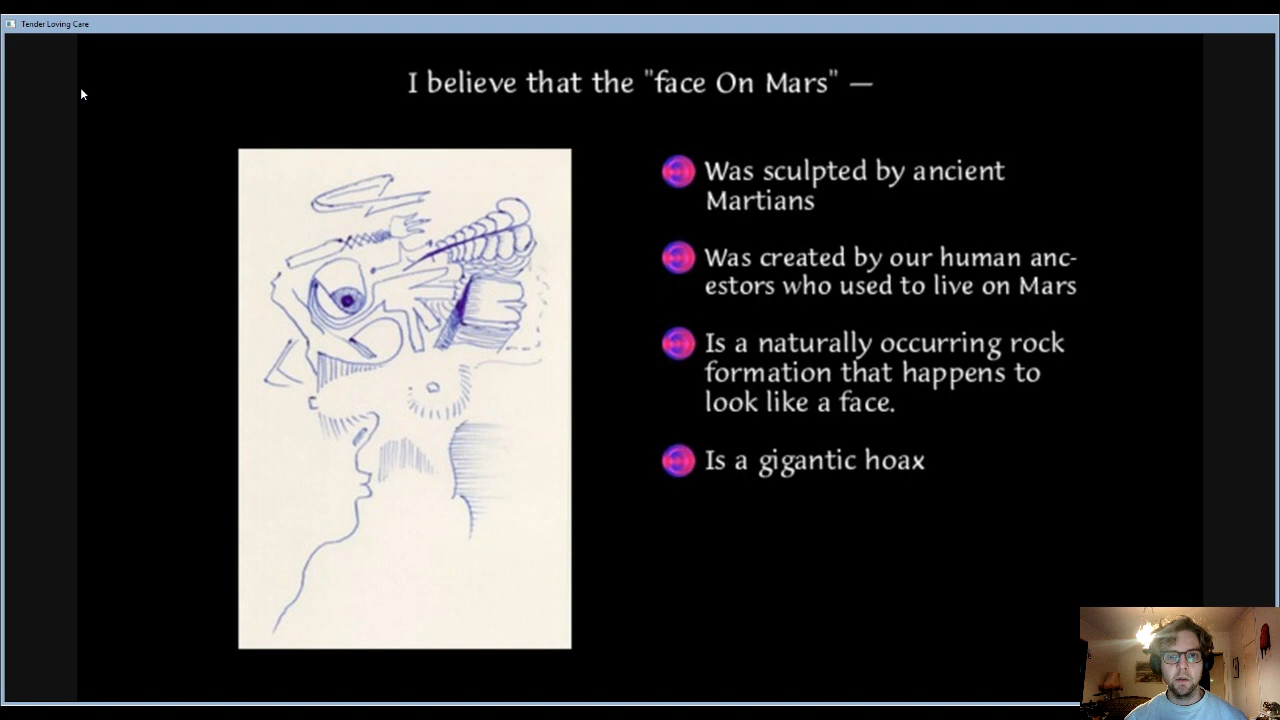 Tender Loving Care
I believe that the "face On Mars" —
Was sculpted by ancient
Martians
Was created by our human anc-
estors who used to live on Mars
Is a naturally occurring rock
formation that happens to
look like a face.
Is a gigantic hoax